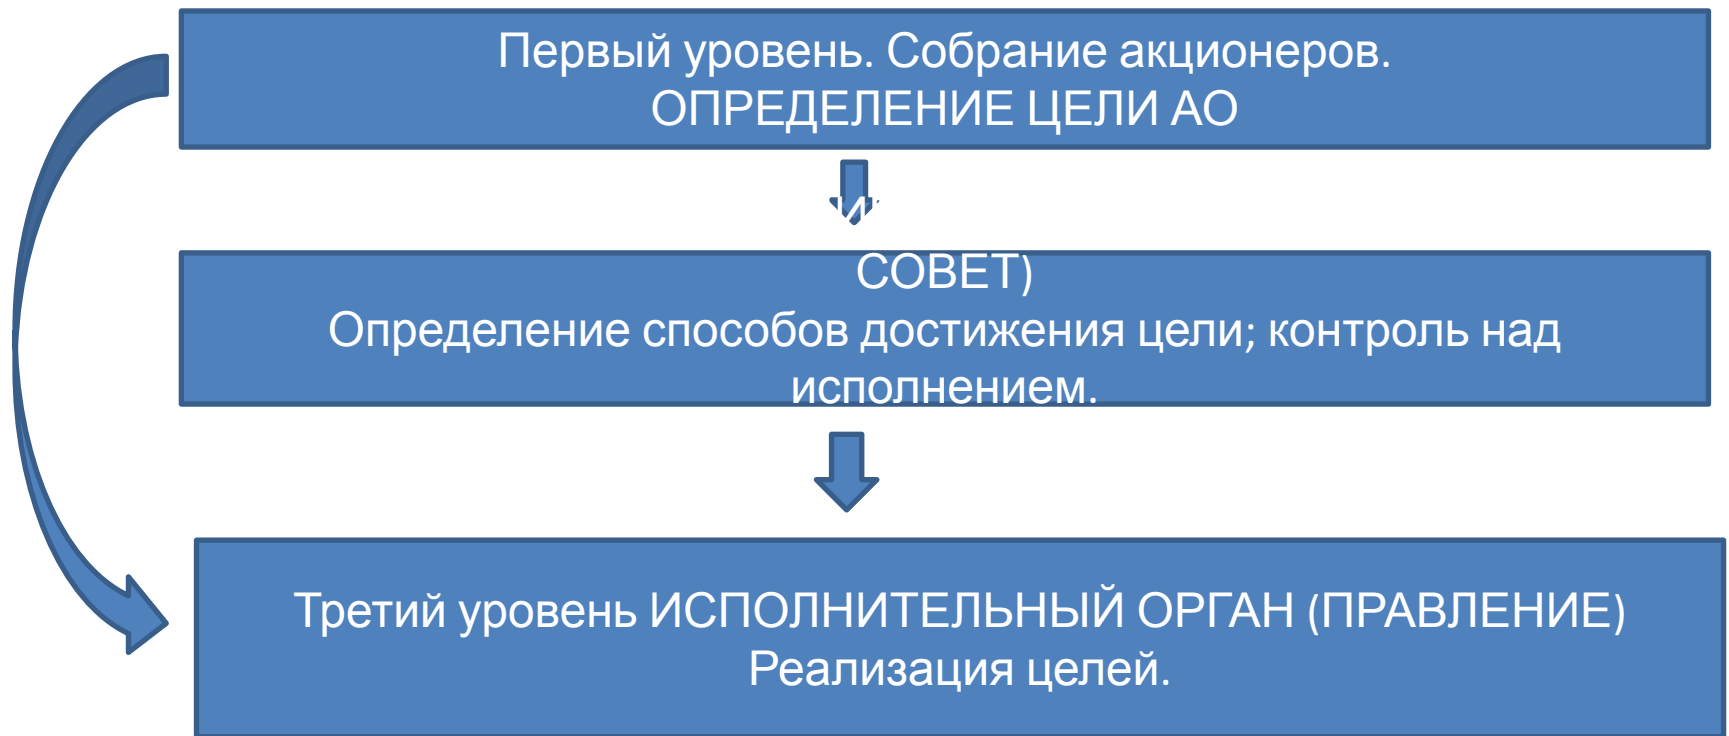 Первый уровень. Собрание акционеров.
ОПРЕДЕЛЕНИЕ ЦЕЛИ АО
СОВЕТ)
Определение способов достижения цели; контроль над
исполнением.
Третий уровень ИСПОЛНИТЕЛЬНЫЙ ОРГАН (ПРАВЛЕНИЕ)
Реализация целей.